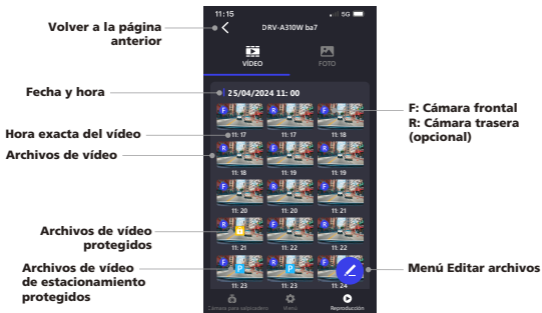 11:15
5G
DRV-A310W ba7
Volver a la página
anterior
VÍDEO
FOTO
Fecha y hora
25/04/2024 11: 00
F: Cámara frontal
R: Cámara trasera
(opcional)
F F F
Hora exacta del vídeo
11: 17 11: 17 11: 18
Archivos de vídeo
R R R
11: 18 11: 19 11: 19
F F F
11: 20 11: 20 11: 21
Archivos de vídeo
protegidos
R R R
11: 21 11: 22 11: 22
Archivos de vídeo
de estacionamiento
protegidos
F P F P F
Menú Editar archivos
11: 23 11: 23 11: 24
Cámara para salpicadero Menú Reproducción